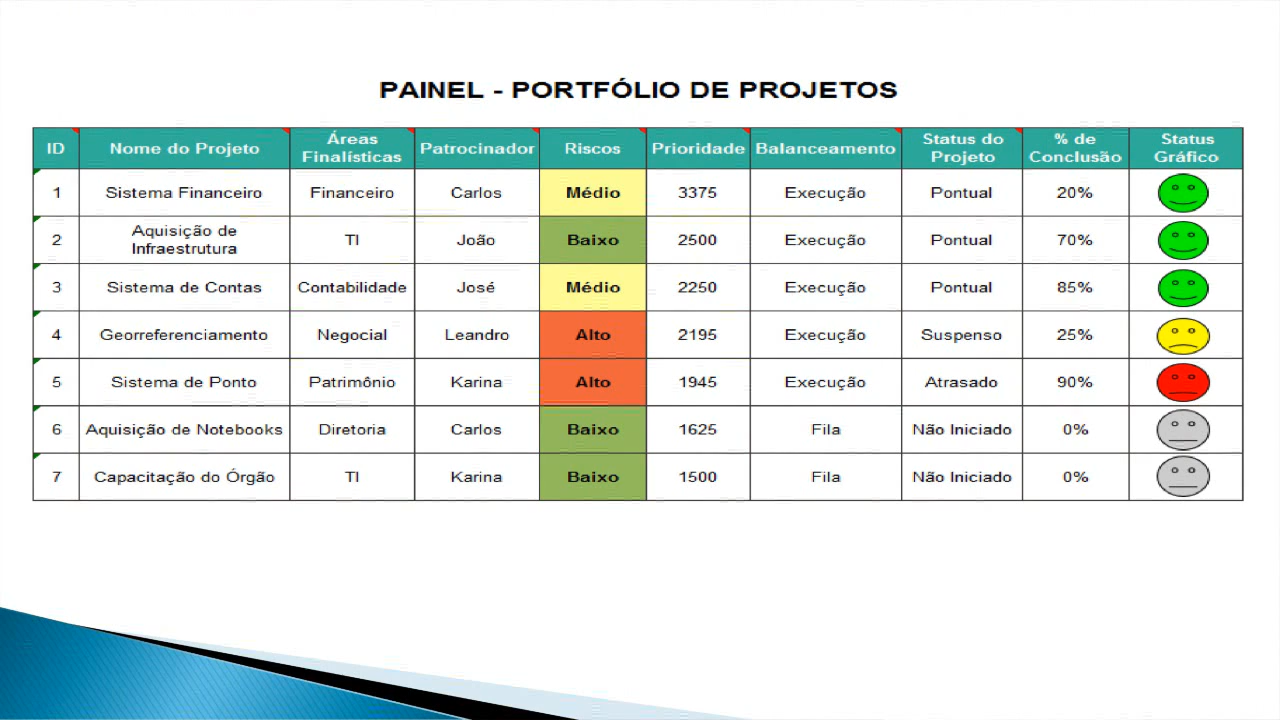 PAINEL - PORTFÓLIO DE PROJETOS
ID Nome do Projeto Áreas Finalísticas Patrocinador Riscos Prioridade Balanceamento Status do Projeto % de Conclusão Status Gráfico
1 Sistema Financeiro Financeiro Carlos Médio 3375 Execução Pontual 20%
2 Aquisição de Infraestrutura TI João Baixo 2500 Execução Pontual 70%
3 Sistema de Contas Contabilidade José Médio 2250 Execução Pontual 85%
4 Georreferenciamento Negocial Leandro Alto 2195 Execução Suspenso 25%
5 Sistema de Ponto Patrimônio Karina Alto 1945 Execução Atrasado 90%
6 Aquisição de Notebooks Diretoria Carlos Baixo 1625 Fila Não Iniciado 0%
7 Capacitação do Órgão TI Karina Baixo 1500 Fila Não Iniciado 0%